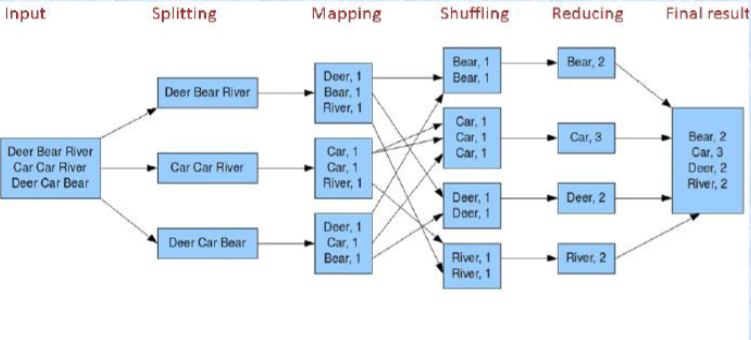 Input
Splitting
Mapping
Shuffling
Reducing
Final result
Deer Bear River
Car Car River
Deer Car Bear
Deer Bear River
Car Car River
Deer Car Bear
Deer, 1
Bear, 1
River, 1
Car, 1
Car, 1
River, 1
Deer, 1
Car, 1
Bear, 1
Bear, 1
Bear, 1
Car, 1
Car, 1
Car, 1
Deer, 1
Deer, 1
River, 1
River, 1
Bear, 2
Car, 3
Deer, 2
River, 2
Bear, 2
Car, 3
Deer, 2
River, 2